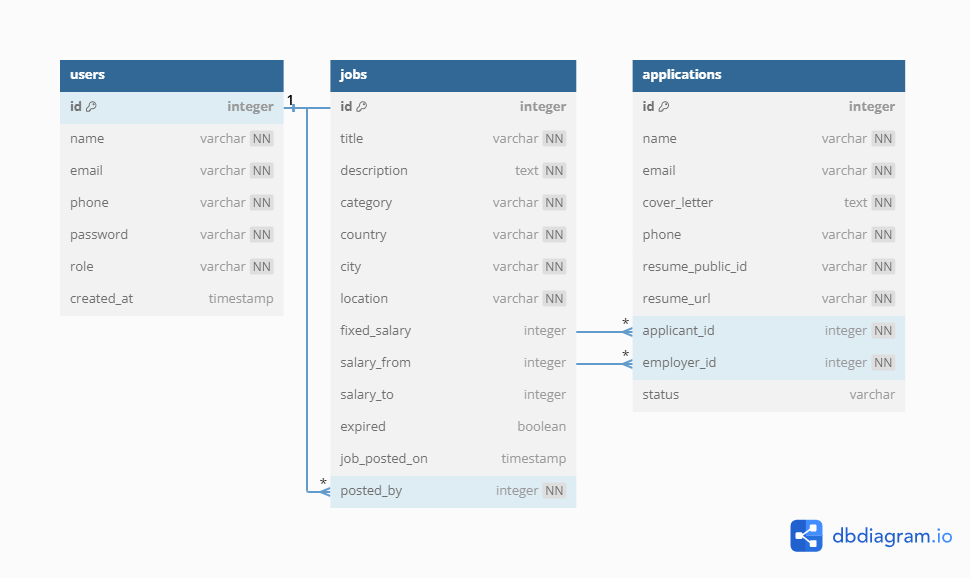 users
id integer
name varchar NN
email varchar NN
phone varchar NN
password varchar NN
role varchar NN
created_at timestamp
1
*
jobs
id integer
title varchar NN
description text NN
category varchar NN
country varchar NN
city varchar NN
location varchar NN
fixed_salary integer
salary_from integer
salary_to integer
expired boolean
job_posted_on timestamp
posted_by integer NN
*
*
applications
id integer
name varchar NN
email varchar NN
cover_letter text NN
phone varchar NN
resume_public_id varchar NN
resume_url varchar NN
applicant_id integer NN
employer_id integer NN
status varchar
dbdiagram.io